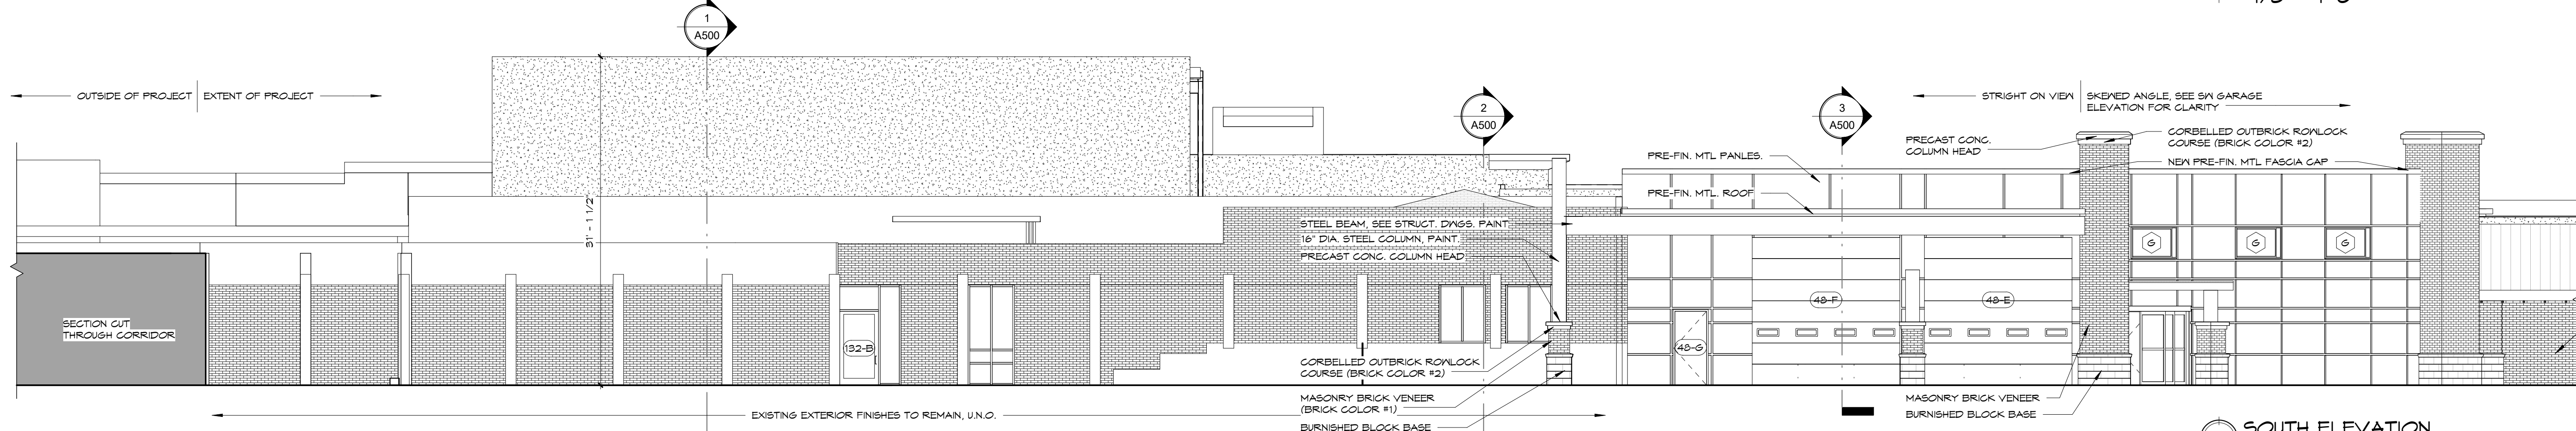 1
A500
OUTSIDE OF PROJECT
EXTENT OF PROJECT
31' - 1 1/2"
2
A500
3
A500
STRIGHT ON VIEW
SKEWED ANGLE, SEE SW GARAGE
ELEVATION FOR CLARITY
PRECAST CONC.
COLUMN HEAD
CORBELLED OUTBRICK ROWLOCK
COURSE (BRICK COLOR #2)
NEW PRE-FIN. MTL FASCIA CAP
PRE-FIN. MTL PANLES.
PRE-FIN. MTL. ROOF
STEEL BEAM, SEE STRUCT. DWGS. PAINT
16" DIA. STEEL COLUMN, PAINT.
PRECAST CONC. COLUMN HEAD
G
G
G
48-F
48-E
SECTION CUT
THROUGH CORRIDOR
132-B
48-G
CORBELLED OUTBRICK ROWLOCK
COURSE (BRICK COLOR #2)
MASONRY BRICK VENEER
(BRICK COLOR #1)
BURNISHED BLOCK BASE
MASONRY BRICK VENEER
BURNISHED BLOCK BASE
EXISTING EXTERIOR FINISHES TO REMAIN, U.N.O.
SOUTH ELEVATION